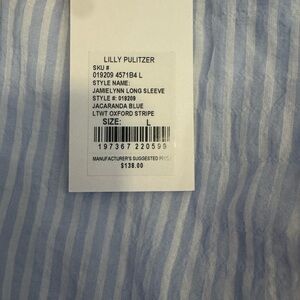 LILLY PULITZER
SKU #
019209 4571B4 L
STYLE NAME:
JAMIELYNN LONG SLEEVE
STYLE #: 019209
JACARANDA BLUE
LTWT OXFORD STRIPE
SIZE: L
197367 220599
MANUFACTURER'S SUGGESTED PRICE
$138.00